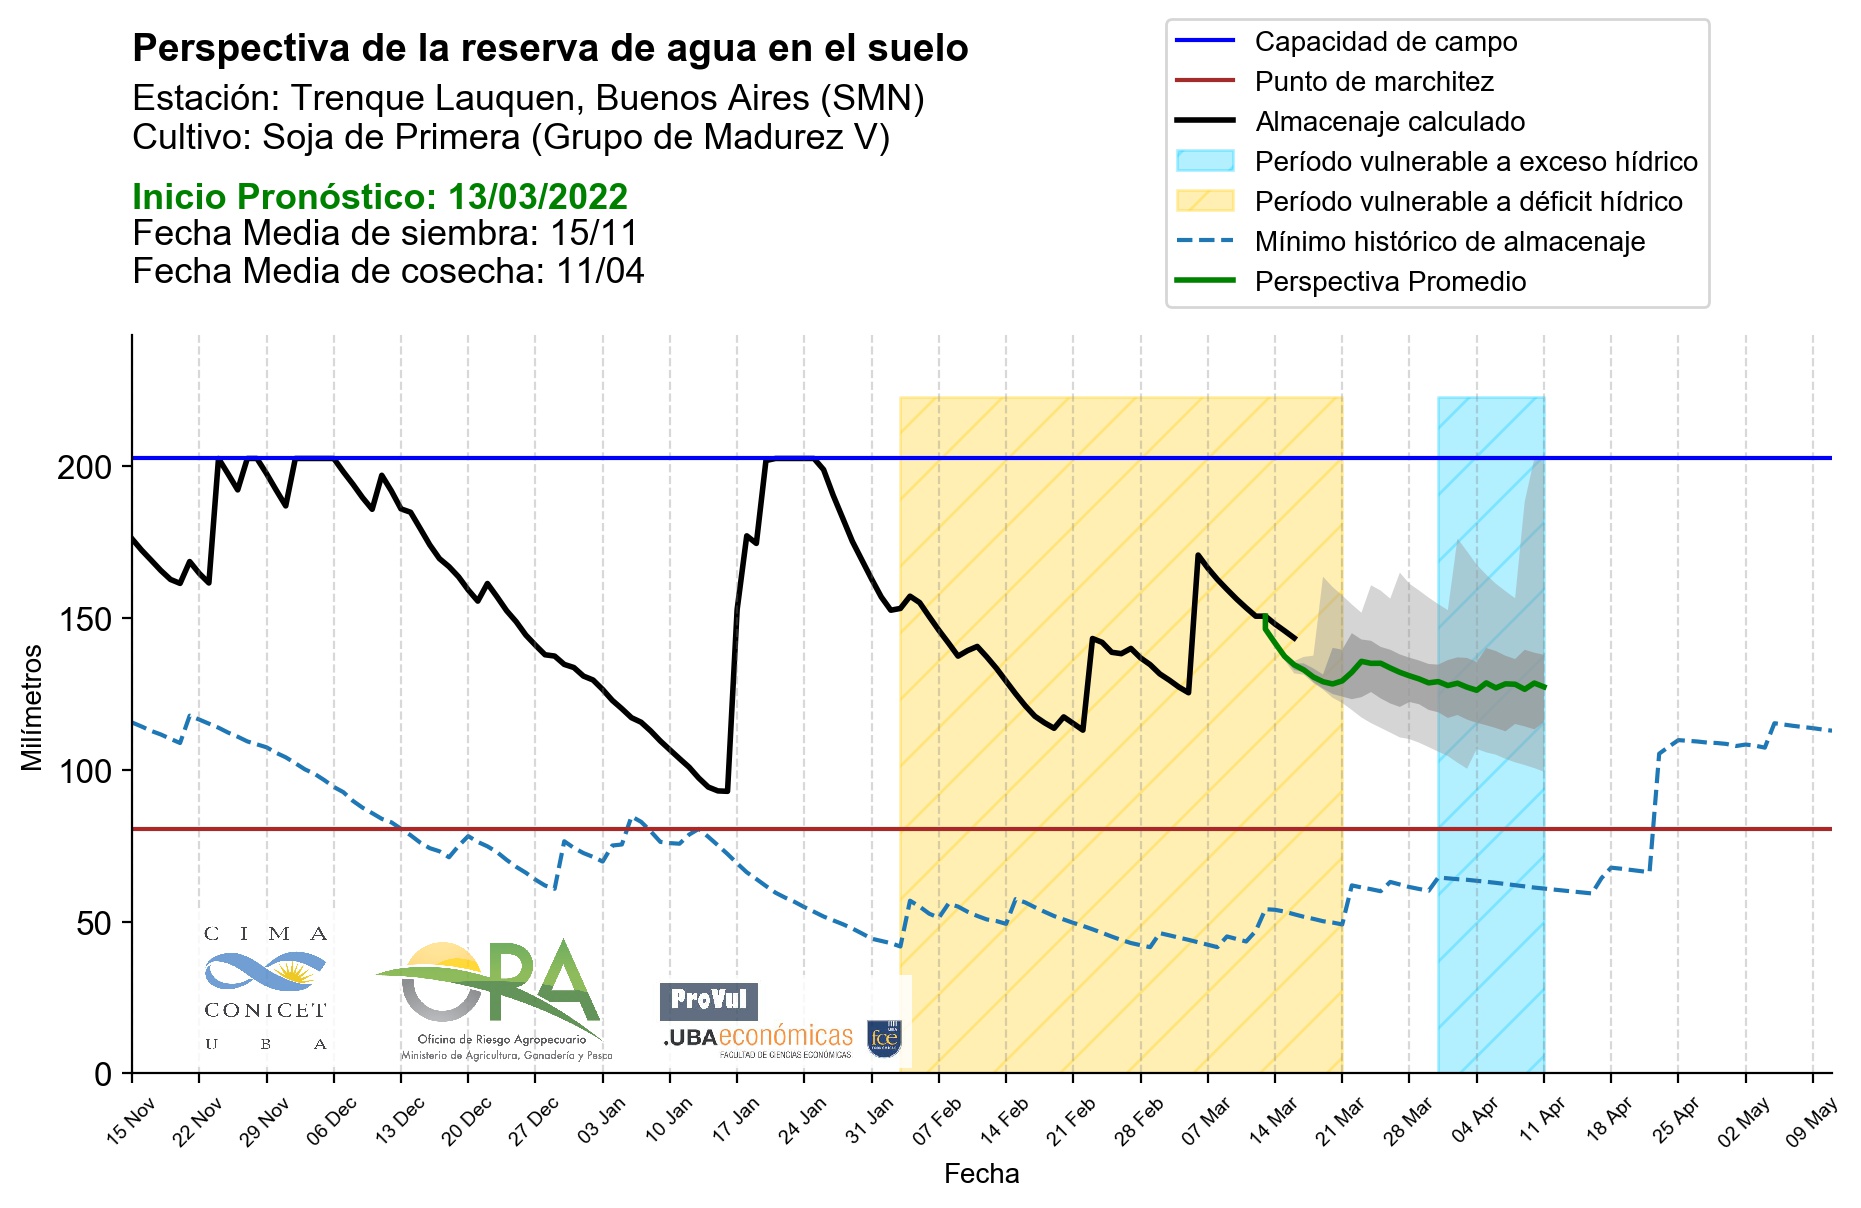 Perspectiva de la reserva de agua en el suelo
Estación: Trenque Lauquen, Buenos Aires (SMN)
Cultivo: Soja de Primera (Grupo de Madurez V)
Inicio Pronóstico: 13/03/2022
Fecha Media de siembra: 15/11
Fecha Media de cosecha: 11/04
Capacidad de campo
Punto de marchitez
Almacenaje calculado
Período vulnerable a exceso hídrico
Período vulnerable a déficit hídrico
Mínimo histórico de almacenaje
Perspectiva Promedio
Milímetros
200
150
100
50
0
CIMA
CONICET
UBA
ORA
Oficina de Riesgo Agropecuario
Ministerio de Agricultura, Ganadería y Pesca
ProVul
.UBAeconómicas
FACULTAD DE CIENCIAS ECONÓMICAS
UBA
fce
ECONÓMICAS
15 Nov
22 Nov
29 Nov
06 Dec
13 Dec
20 Dec
27 Dec
03 Jan
10 Jan
17 Jan
24 Jan
31 Jan
07 Feb
14 Feb
21 Feb
28 Feb
07 Mar
14 Mar
21 Mar
28 Mar
04 Apr
11 Apr
18 Apr
25 Apr
02 May
09 May
Fecha